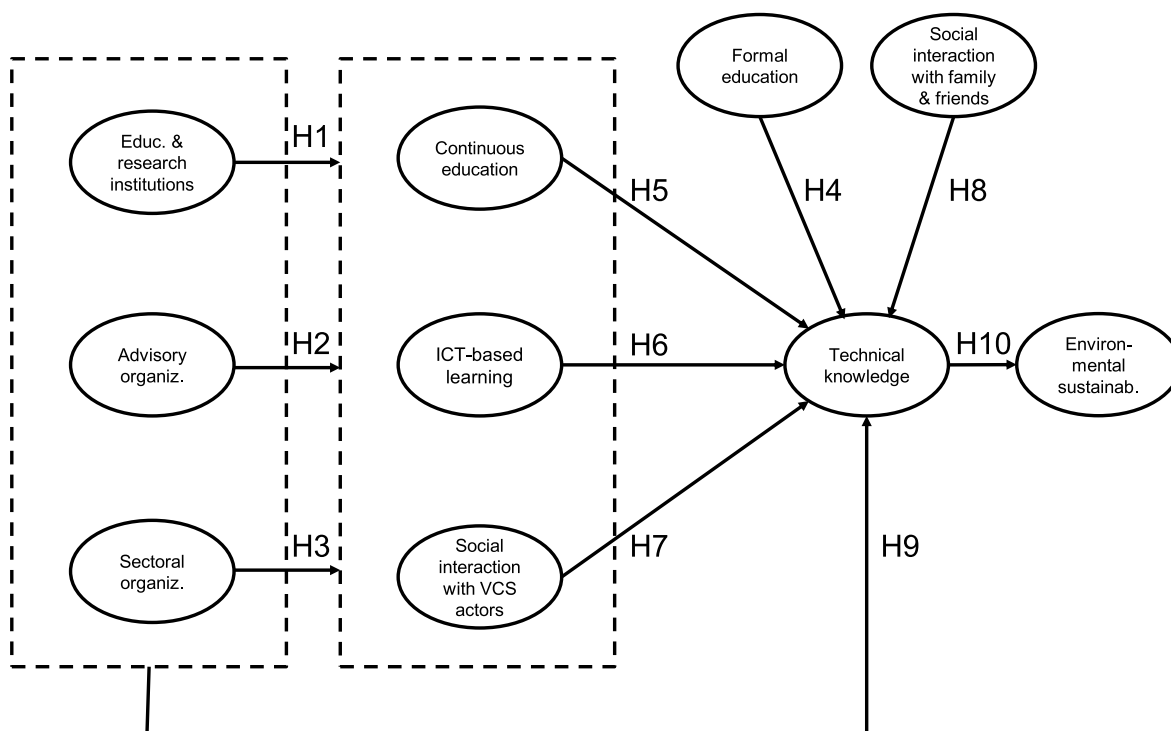 Formal
education
Social
interaction
with family
& friends
Educ. &
research
institutions
H1
Continuous
education
H5
H4
H8
Advisory
organiz.
H2
ICT-based
learning
H6
Technical
knowledge
H10
Environ-
mental
sustainab.
Sectoral
organiz.
H3
Social
interaction
with VCS
actors
H7
H9